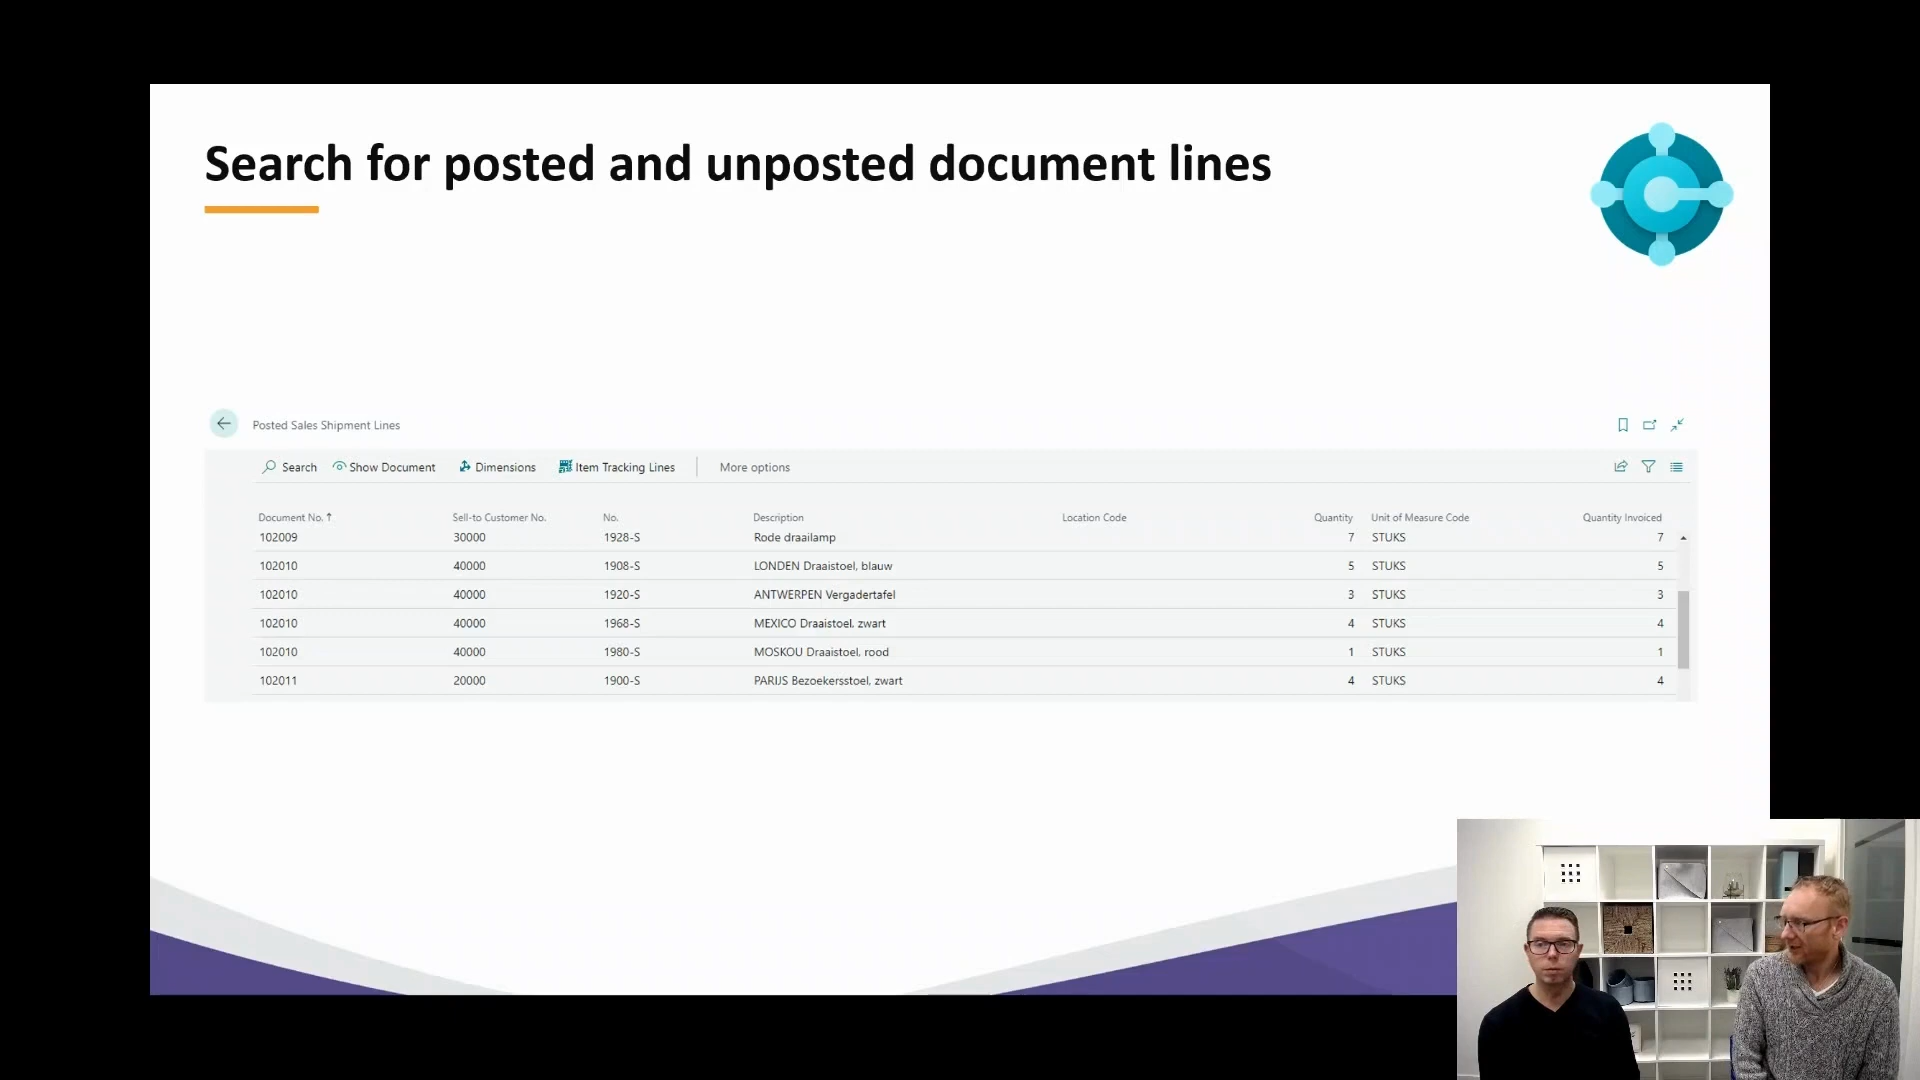 Search for posted and unposted document lines
Posted Sales Shipment Lines
Search Show Document Dimensions Item Tracking Lines More options
Document No. ↑ Sell-to Customer No. No. Description Location Code Quantity Unit of Measure Code Quantity Invoiced
102009 30000 1928-S Rode draailamp 7 STUKS 7
102010 40000 1908-S LONDEN Draaistoel, blauw 5 STUKS 5
102010 40000 1920-S ANTWERPEN Vergadertafel 3 STUKS 3
102010 40000 1968-S MEXICO Draaistoel, zwart 4 STUKS 4
102010 40000 1980-S MOSKOU Draaistoel, rood 1 STUKS 1
102011 20000 1900-S PARIJS Bezoekersstoel, zwart 4 STUKS 4